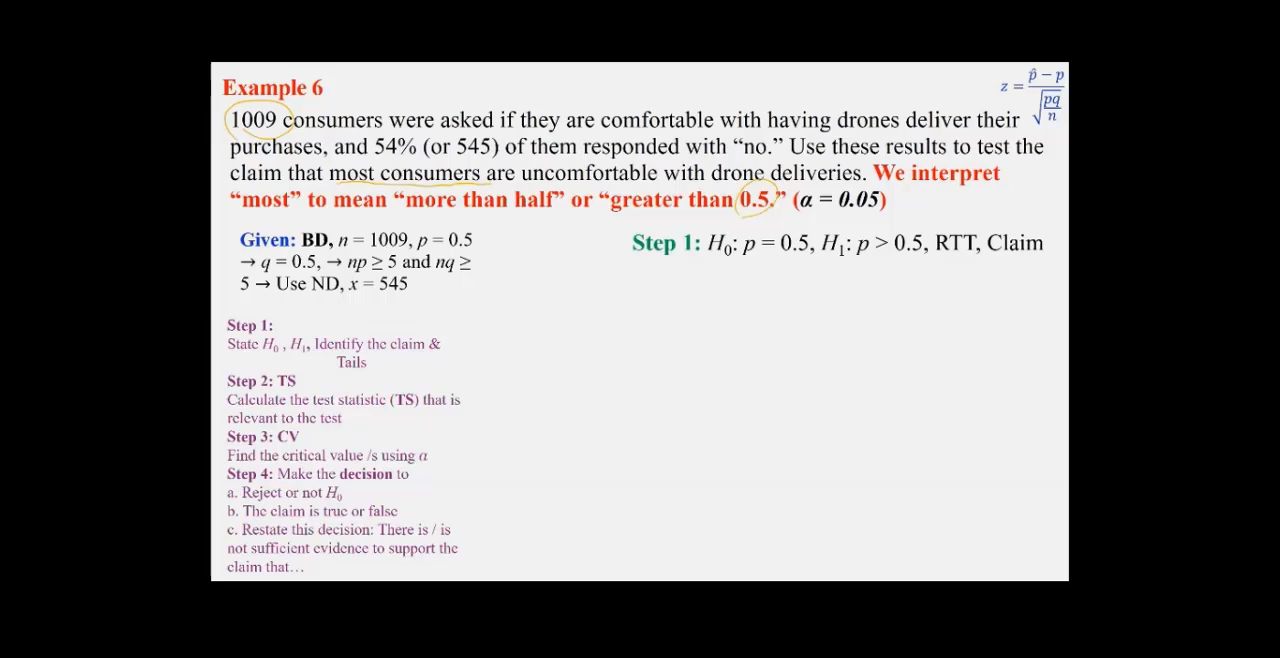 Example 6
z = p̂ − p / √pq/n
1009 consumers were asked if they are comfortable with having drones deliver their
purchases, and 54% (or 545) of them responded with “no.” Use these results to test the
claim that most consumers are uncomfortable with drone deliveries. We interpret
“most” to mean “more than half” or “greater than 0.5.” (α = 0.05)
Given: BD, n = 1009, p = 0.5
→ q = 0.5, → np ≥ 5 and nq ≥
5 → Use ND, x = 545
Step 1: H₀: p = 0.5, H₁: p > 0.5, RTT, Claim
Step 1:
State H₀ , H₁, Identify the claim &
Tails
Step 2: TS
Calculate the test statistic (TS) that is
relevant to the test
Step 3: CV
Find the critical value /s using α
Step 4: Make the decision to
a. Reject or not H₀
b. The claim is true or false
c. Restate this decision: There is / is
not sufficient evidence to support the
claim that…